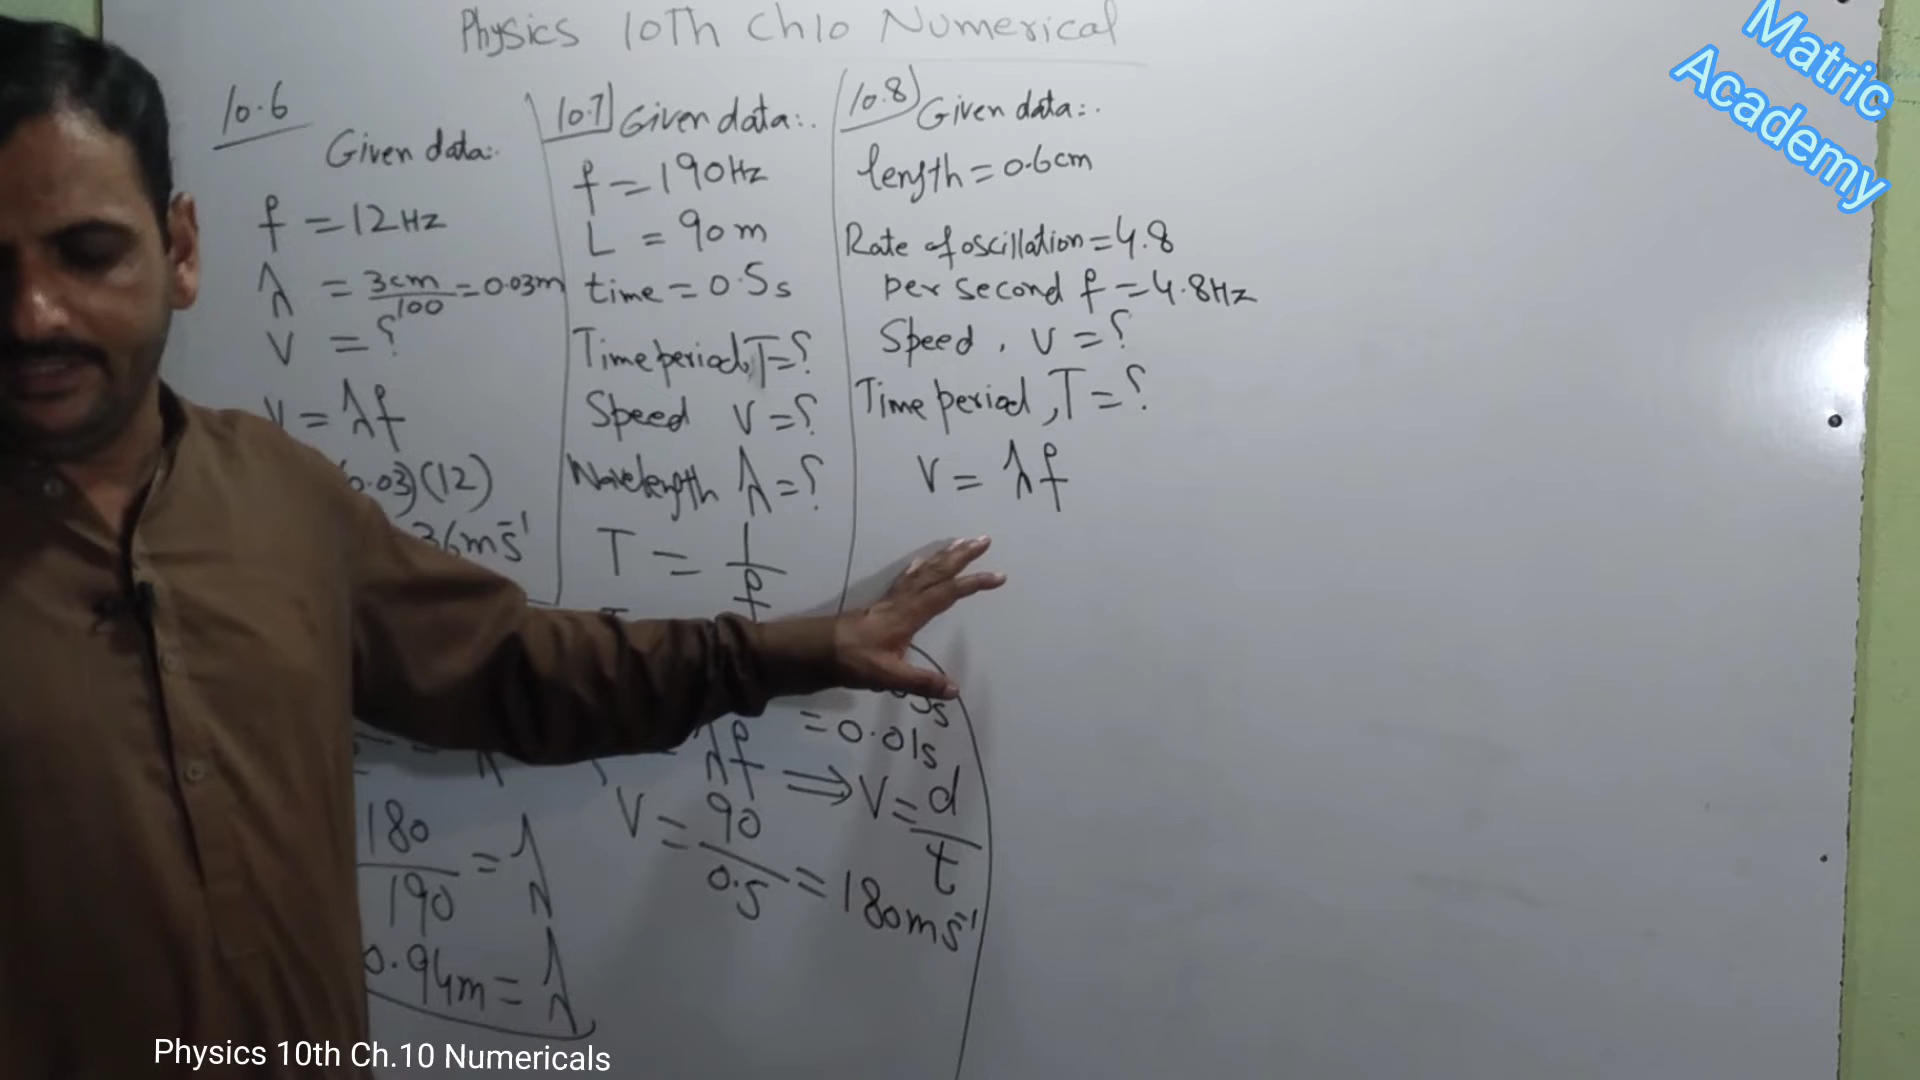 Physics 10Th Ch10 Numerical
Matric
Academy
10.6
Given data:.
f = 12 Hz
λ = 3cm/100 = 0.03m
V = ?
V = λf
0.03)(12)
36ms⁻¹
180/190 = λ
0.94m = λ
10.7 Given data:.
f = 190Hz
L = 90m
time = 0.5s
Time period, T = ?
Speed V = ?
Wavelength λ = ?
T = 1/f
= 0.01s
λf ⇒ V = d/t
V = 90/0.5 = 180ms⁻¹
10.8) Given data:.
length = 0.6cm
Rate of oscillation = 4.8
per second f = 4.8Hz
Speed, V = ?
Time period, T = ?
V = λf
Physics 10th Ch.10 Numericals